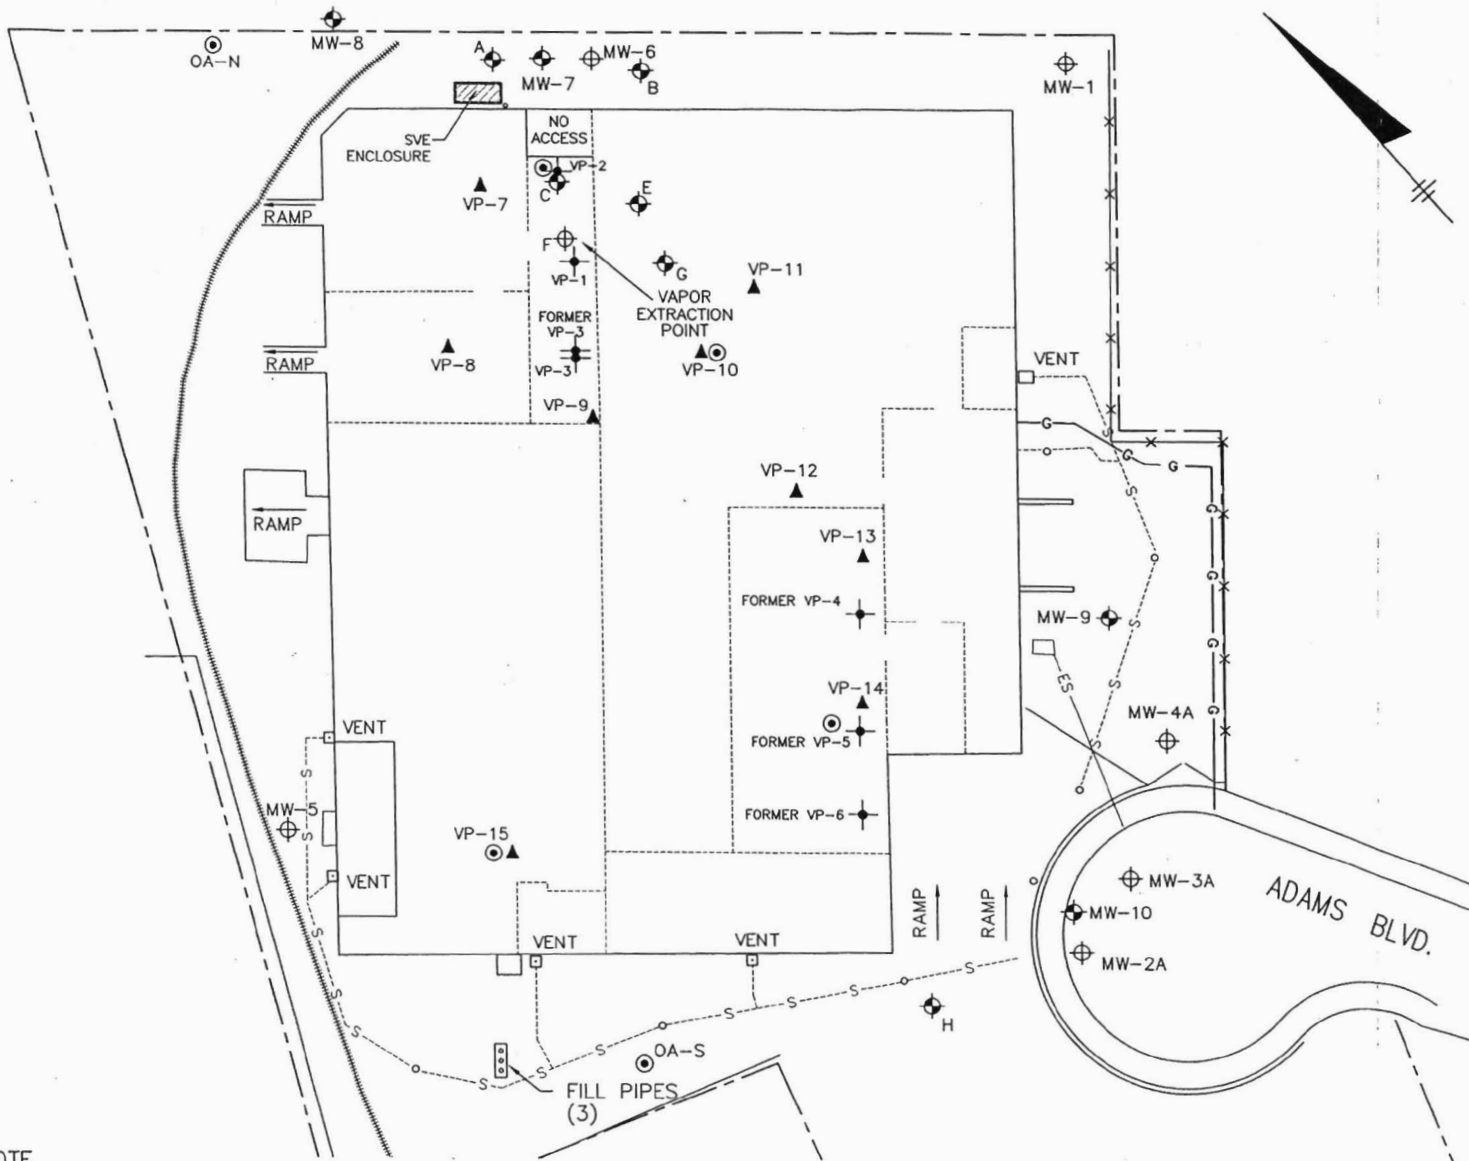 MW-8
OA-N
A
MW-7
MW-6
B
MW-1
NO
ACCESS
SVE
ENCLOSURE
VP-2
C
VP-7
E
RAMP
F
G
VP-1
VP-11
VAPOR
EXTRACTION
POINT
FORMER
VP-3
RAMP
VP-8
VP-3
VP-10
VENT
VP-9
G
S
G
G
VP-12
S
RAMP
G
VP-13
G
FORMER VP-4
MW-9
S
G
ES
VP-14
S
G
MW-4A
VENT
FORMER VP-5
S
S
MW-5
S
FORMER VP-6
VP-15
VENT
MW-3A
ADAMS BLVD.
RAMP
RAMP
MW-10
S
VENT
VENT
MW-2A
S
S
S
S
S
H
S
S
OA-S
S
S
FILL PIPES
(3)